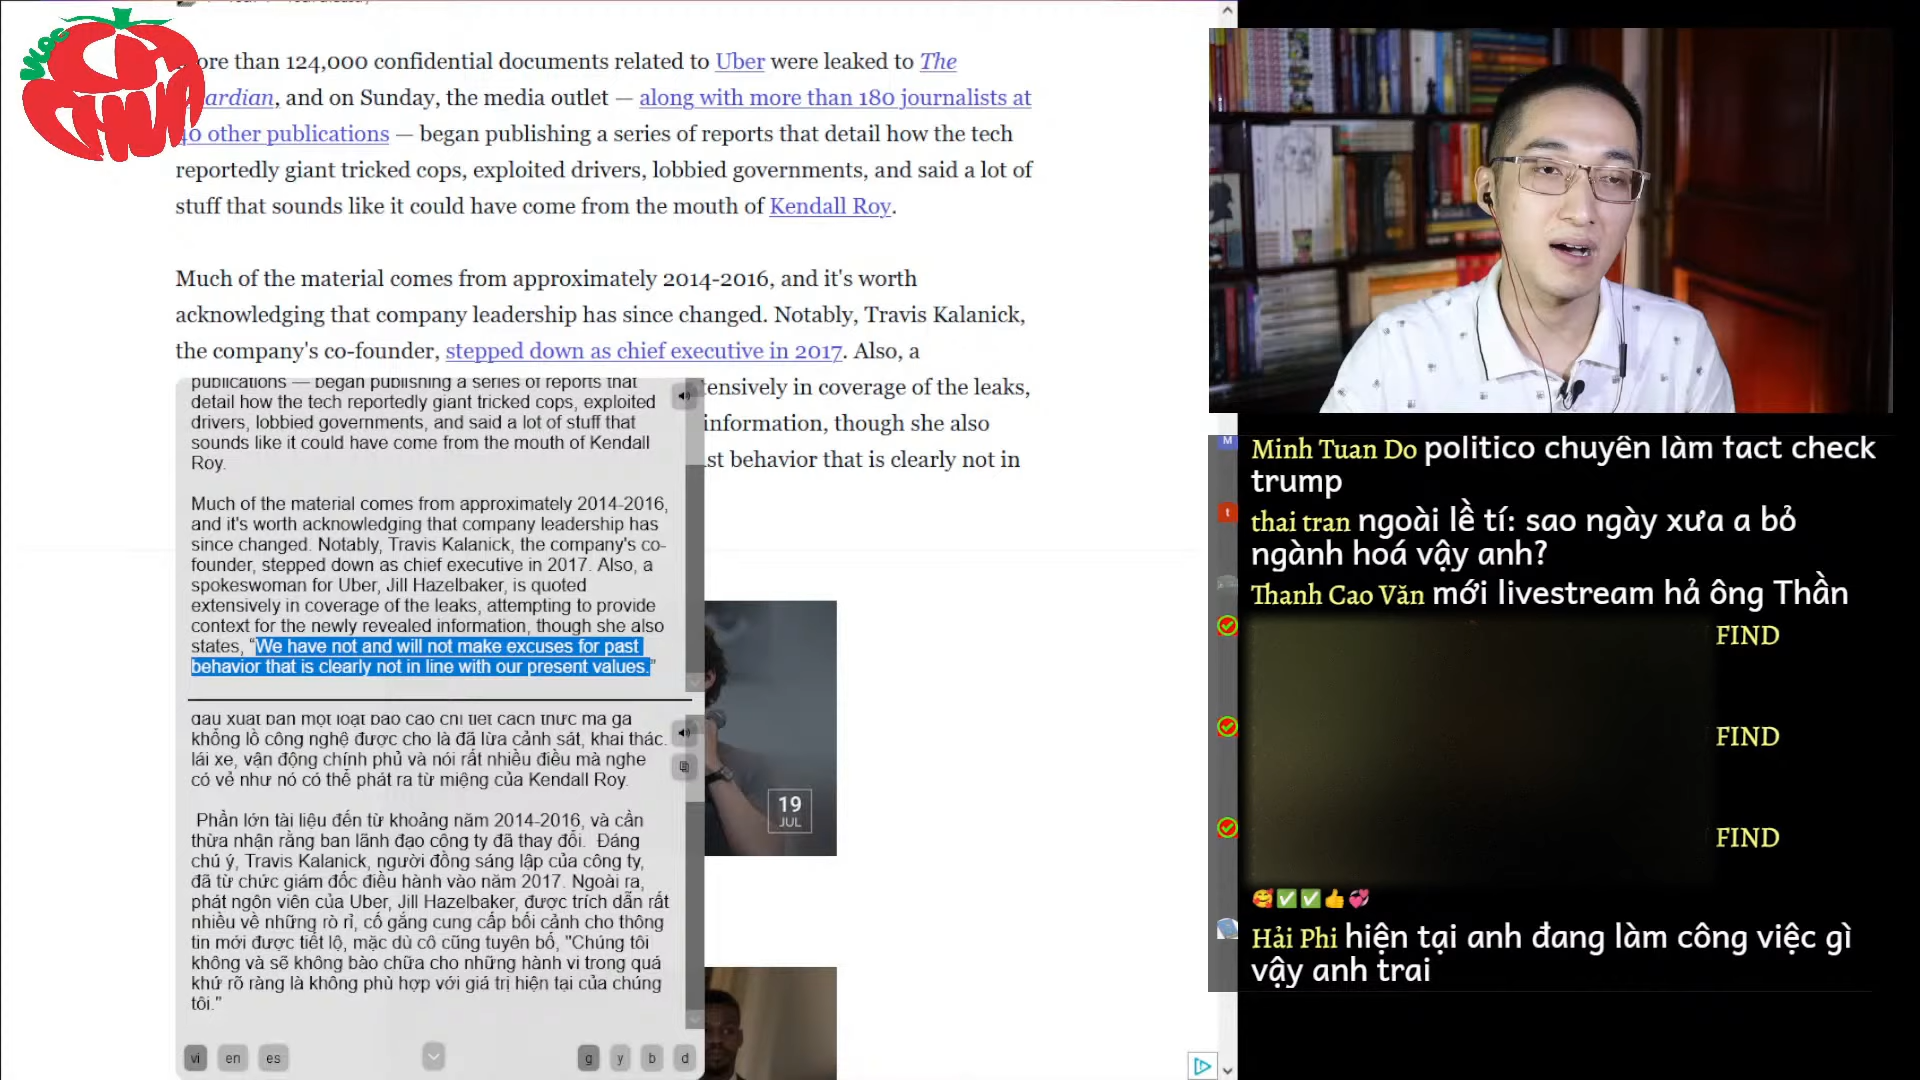 VLOG
CÀ CHUA
ore than 124,000 confidential documents related to Uber were leaked to The
ardian, and on Sunday, the media outlet — along with more than 180 journalists at
40 other publications — began publishing a series of reports that detail how the tech
reportedly giant tricked cops, exploited drivers, lobbied governments, and said a lot of
stuff that sounds like it could have come from the mouth of Kendall Roy.
Much of the material comes from approximately 2014-2016, and it's worth
acknowledging that company leadership has since changed. Notably, Travis Kalanick,
the company's co-founder, stepped down as chief executive in 2017. Also, a
tensively in coverage of the leaks,
information, though she also
st behavior that is clearly not in
publications — began publishing a series of reports that
detail how the tech reportedly giant tricked cops, exploited
drivers, lobbied governments, and said a lot of stuff that
sounds like it could have come from the mouth of Kendall
Roy.
Much of the material comes from approximately 2014-2016,
and it's worth acknowledging that company leadership has
since changed. Notably, Travis Kalanick, the company's co-
founder, stepped down as chief executive in 2017. Also, a
spokeswoman for Uber, Jill Hazelbaker, is quoted
extensively in coverage of the leaks, attempting to provide
context for the newly revealed information, though she also
states, "We have not and will not make excuses for past
behavior that is clearly not in line with our present values."
đầu xuất bản một loạt báo cáo chi tiết cách thức mà gã
khổng lồ công nghệ được cho là đã lừa cảnh sát, khai thác.
lái xe, vận động chính phủ và nói rất nhiều điều mà nghe
có vẻ như nó có thể phát ra từ miệng của Kendall Roy.
Phần lớn tài liệu đến từ khoảng năm 2014-2016, và cần
thừa nhận rằng ban lãnh đạo công ty đã thay đổi. Đáng
chú ý, Travis Kalanick, người đồng sáng lập của công ty,
đã từ chức giám đốc điều hành vào năm 2017. Ngoài ra,
phát ngôn viên của Uber, Jill Hazelbaker, được trích dẫn rất
nhiều về những rò rỉ, cố gắng cung cấp bối cảnh cho thông
tin mới được tiết lộ, mặc dù cô cũng tuyên bố, "Chúng tôi
không và sẽ không bào chữa cho những hành vi trong quá
khứ rõ ràng là không phù hợp với giá trị hiện tại của chúng
tôi."
vi en es g y b d
19
JUL
M
Minh Tuan Do politico chuyên làm fact check
trump
t
thai tran ngoài lề tí: sao ngày xưa a bỏ
ngành hoá vậy anh?
Thanh Cao Văn mới livestream hả ông Thần
FIND
FIND
FIND
Hải Phi hiện tại anh đang làm công việc gì
vậy anh trai